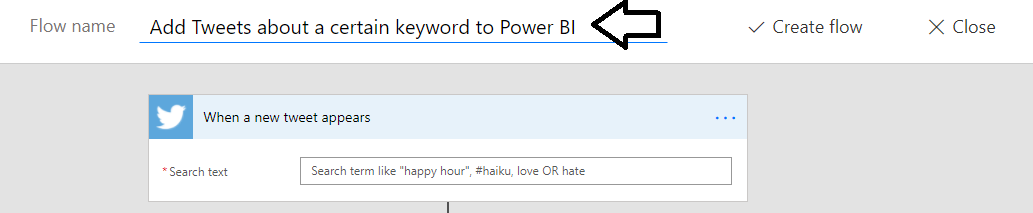 Flow name Add Tweets about a certain keyword to Power BI Create flow Close
When a new tweet appears
* Search text Search term like "happy hour", #haiku, love OR hate